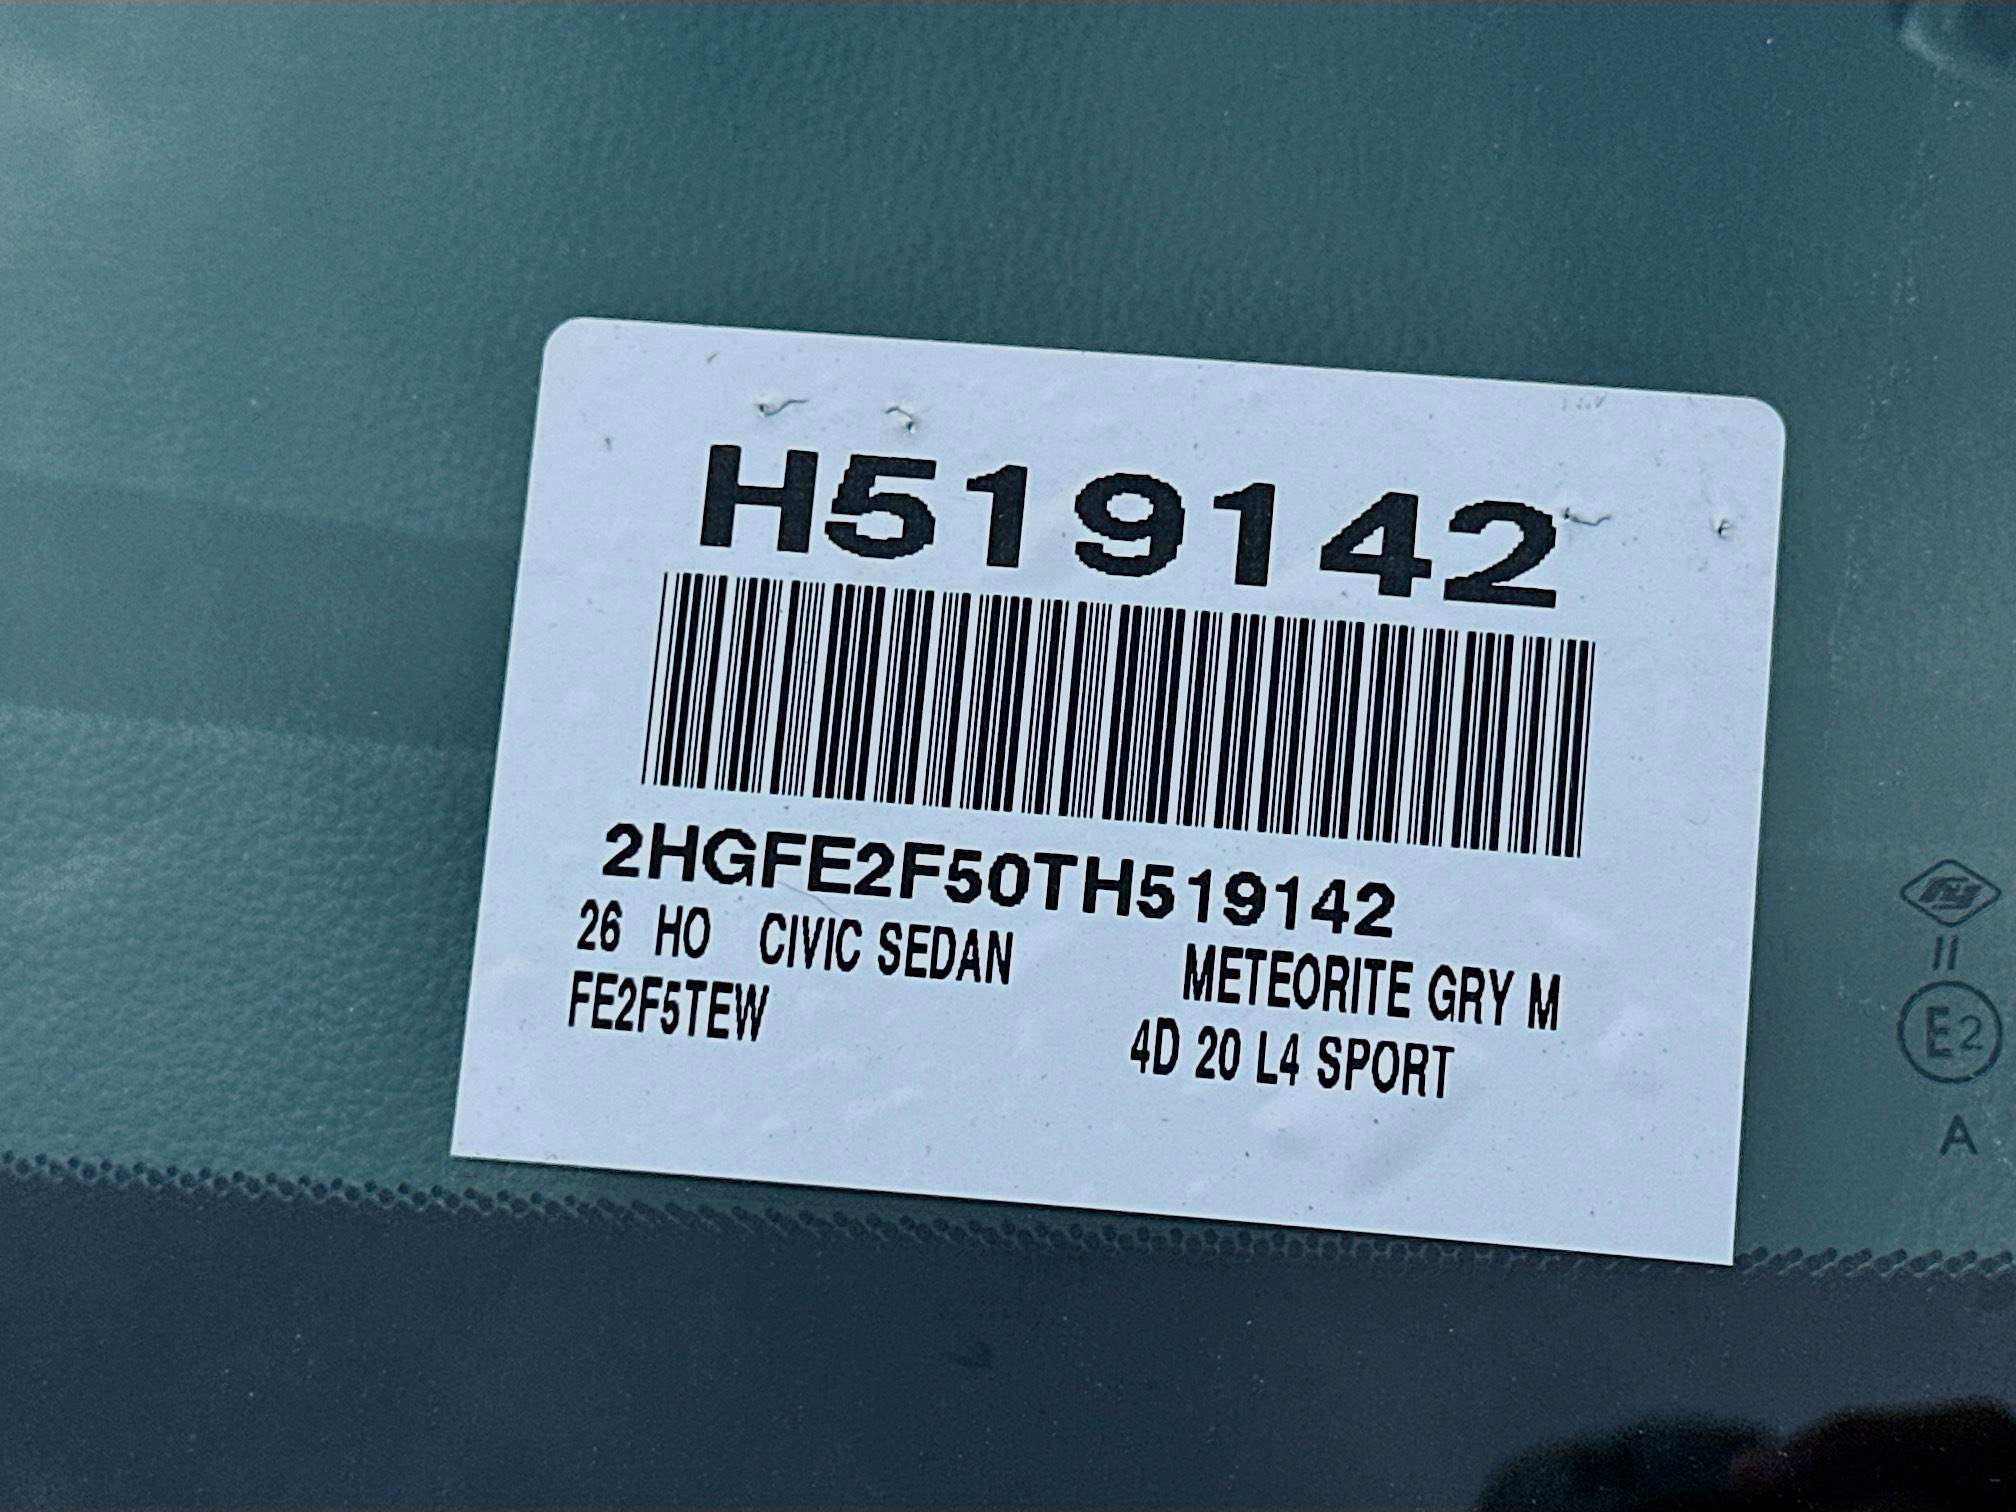 H519142
2HGFE2F50TH519142
26 HO CIVIC SEDAN METEORITE GRY M
FE2F5TEW 4D 20 L4 SPORT
II
E2
A